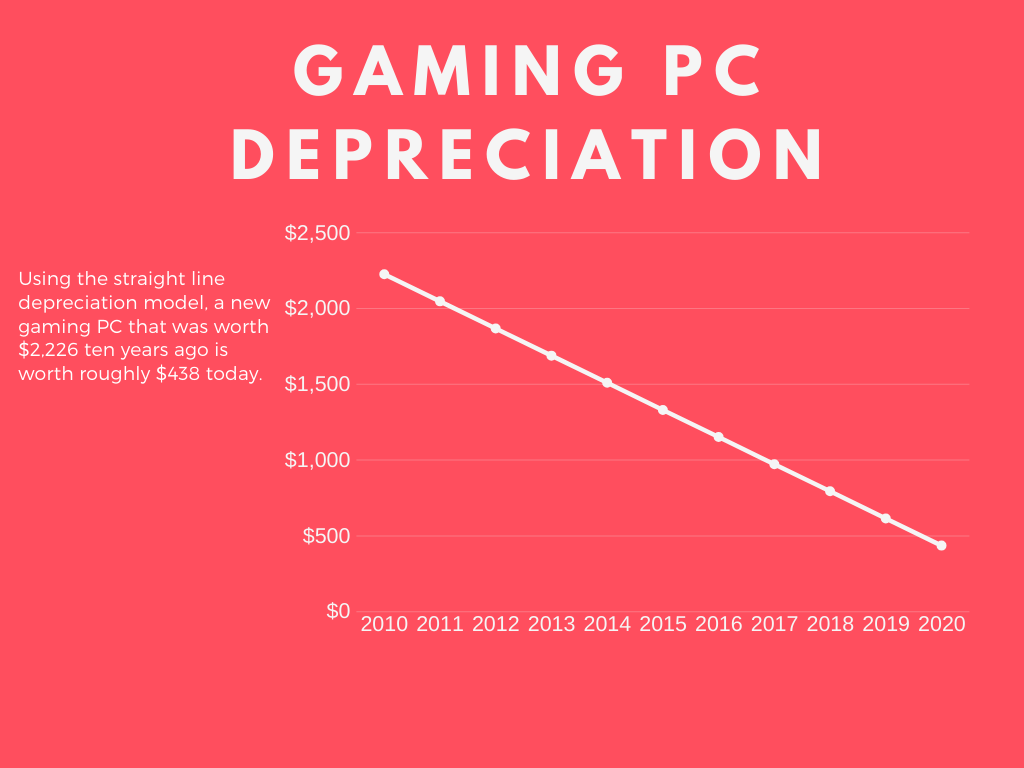 GAMING PC
DEPRECIATION
Using the straight line
depreciation model, a new
gaming PC that was worth
$2,226 ten years ago is
worth roughly $438 today.
$2,500
$2,000
$1,500
$1,000
$500
$0
2010 2011 2012 2013 2014 2015 2016 2017 2018 2019 2020